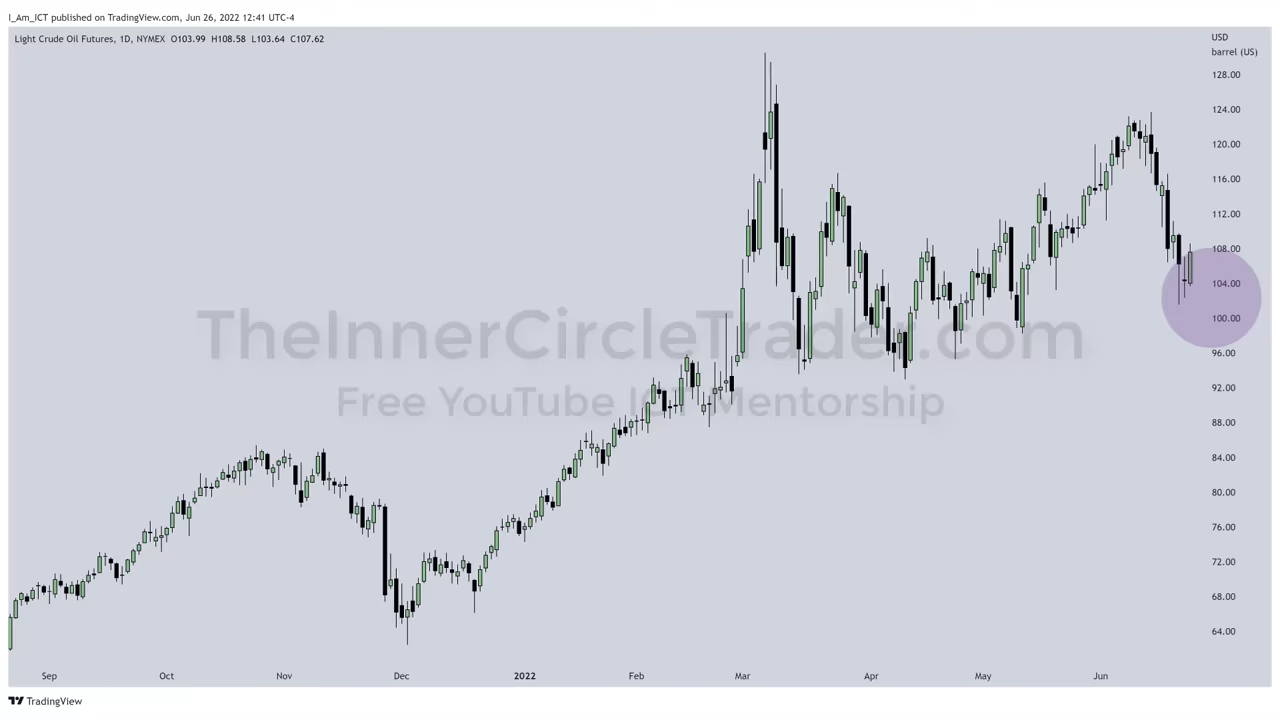 I_Am_ICT published on TradingView.com, Jun 26, 2022 12:41 UTC-4
Light Crude Oil Futures, 1D, NYMEX O103.99 H108.58 L103.64 C107.62
USD
barrel (US)
128.00
124.00
120.00
116.00
112.00
108.00
104.00
100.00
96.00
92.00
88.00
84.00
80.00
76.00
72.00
68.00
64.00
TheInnerCircleTrader.com
Free YouTube ICT Mentorship
Sep Oct Nov Dec 2022 Feb Mar Apr May Jun
TradingView